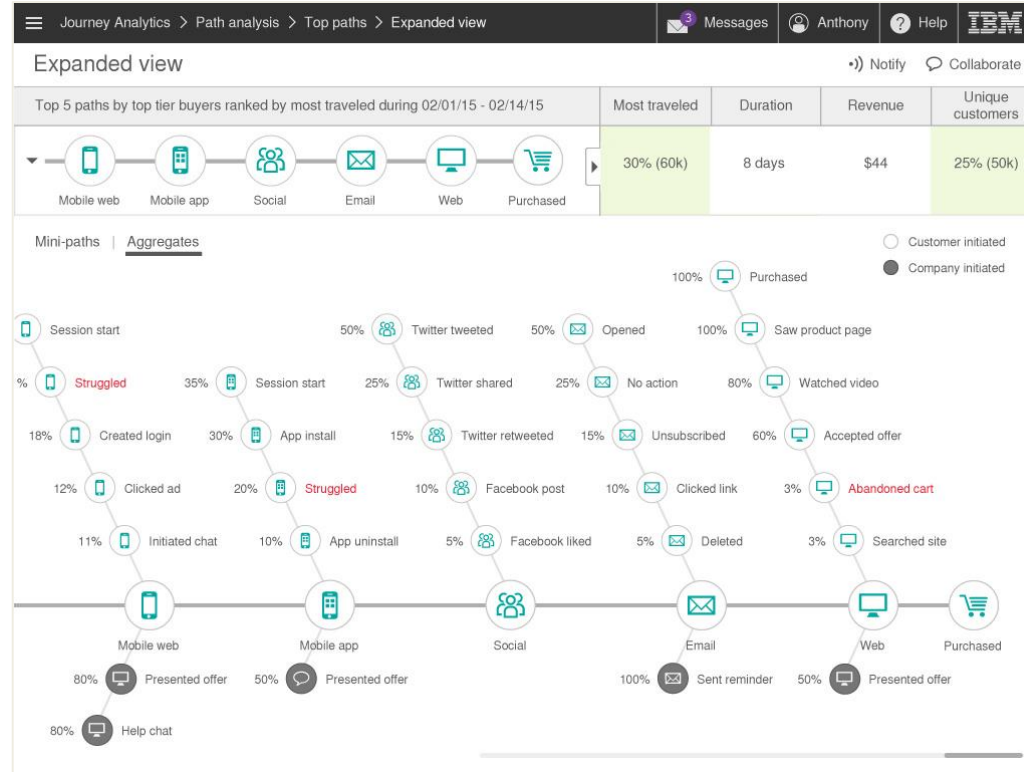 Journey Analytics > Path analysis > Top paths > Expanded view
3 Messages
Anthony
? Help
IBM
Expanded view
Notify
Collaborate
Top 5 paths by top tier buyers ranked by most traveled during 02/01/15 - 02/14/15
Most traveled
Duration
Revenue
Unique
customers
Mobile web
Mobile app
Social
Email
Web
Purchased
30% (60k)
8 days
$44
25% (50k)
Mini-paths | Aggregates
Customer initiated
Company initiated
100% Purchased
Session start
50% Twitter tweeted
50% Opened
100% Saw product page
% Struggled
35% Session start
25% Twitter shared
25% No action
80% Watched video
18% Created login
30% App install
15% Twitter retweeted
15% Unsubscribed
60% Accepted offer
12% Clicked ad
20% Struggled
10% Facebook post
10% Clicked link
3% Abandoned cart
11% Initiated chat
10% App uninstall
5% Facebook liked
5% Deleted
3% Searched site
Mobile web
Mobile app
Social
Email
Web
Purchased
80% Presented offer
50% Presented offer
100% Sent reminder
50% Presented offer
80% Help chat